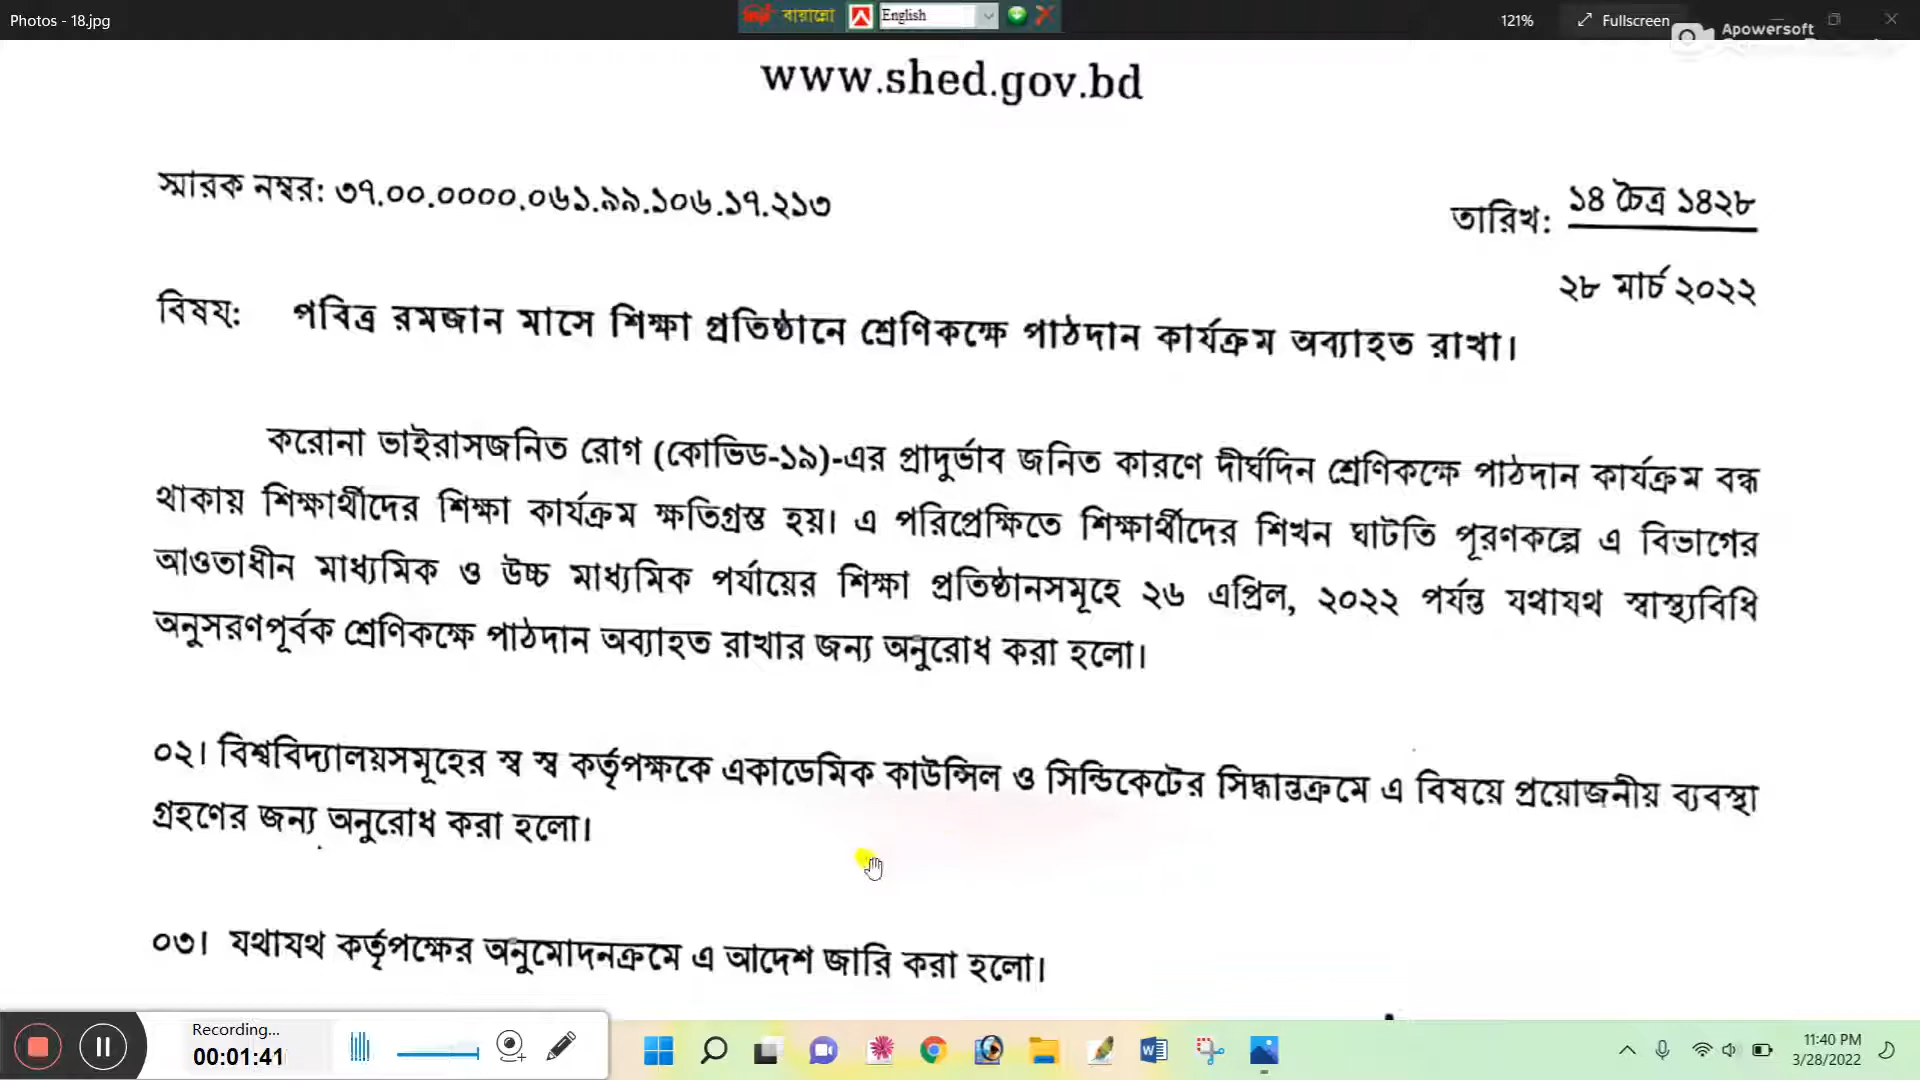 Photos - 18.jpg
বায়ান্নো
English
121%
Fullscreen
Apowersoft
www.shed.gov.bd
স্মারক নম্বর: ৩৭.০০.০০০০.০৬১.৯৯.১০৬.১৭.২১৩
তারিখ: ১৪ চৈত্র ১৪২৮
২৮ মার্চ ২০২২
বিষয়: পবিত্র রমজান মাসে শিক্ষা প্রতিষ্ঠানে শ্রেণিকক্ষে পাঠদান কার্যক্রম অব্যাহত রাখা।
করোনা ভাইরাসজনিত রোগ (কোভিড-১৯)-এর প্রাদুর্ভাব জনিত কারণে দীর্ঘদিন শ্রেণিকক্ষে পাঠদান কার্যক্রম বন্ধ
থাকায় শিক্ষার্থীদের শিক্ষা কার্যক্রম ক্ষতিগ্রস্ত হয়। এ পরিপ্রেক্ষিতে শিক্ষার্থীদের শিখন ঘাটতি পূরণকল্পে এ বিভাগের
আওতাধীন মাধ্যমিক ও উচ্চ মাধ্যমিক পর্যায়ের শিক্ষা প্রতিষ্ঠানসমূহে ২৬ এপ্রিল, ২০২২ পর্যন্ত যথাযথ স্বাস্থ্যবিধি
অনুসরণপূর্বক শ্রেণিকক্ষে পাঠদান অব্যাহত রাখার জন্য অনুরোধ করা হলো।
০২। বিশ্ববিদ্যালয়সমূহের স্ব স্ব কর্তৃপক্ষকে একাডেমিক কাউন্সিল ও সিন্ডিকেটের সিদ্ধান্তক্রমে এ বিষয়ে প্রয়োজনীয় ব্যবস্থা
গ্রহণের জন্য অনুরোধ করা হলো।
০৩। যথাযথ কর্তৃপক্ষের অনুমোদনক্রমে এ আদেশ জারি করা হলো।
Recording...
00:01:41
11:40 PM
3/28/2022